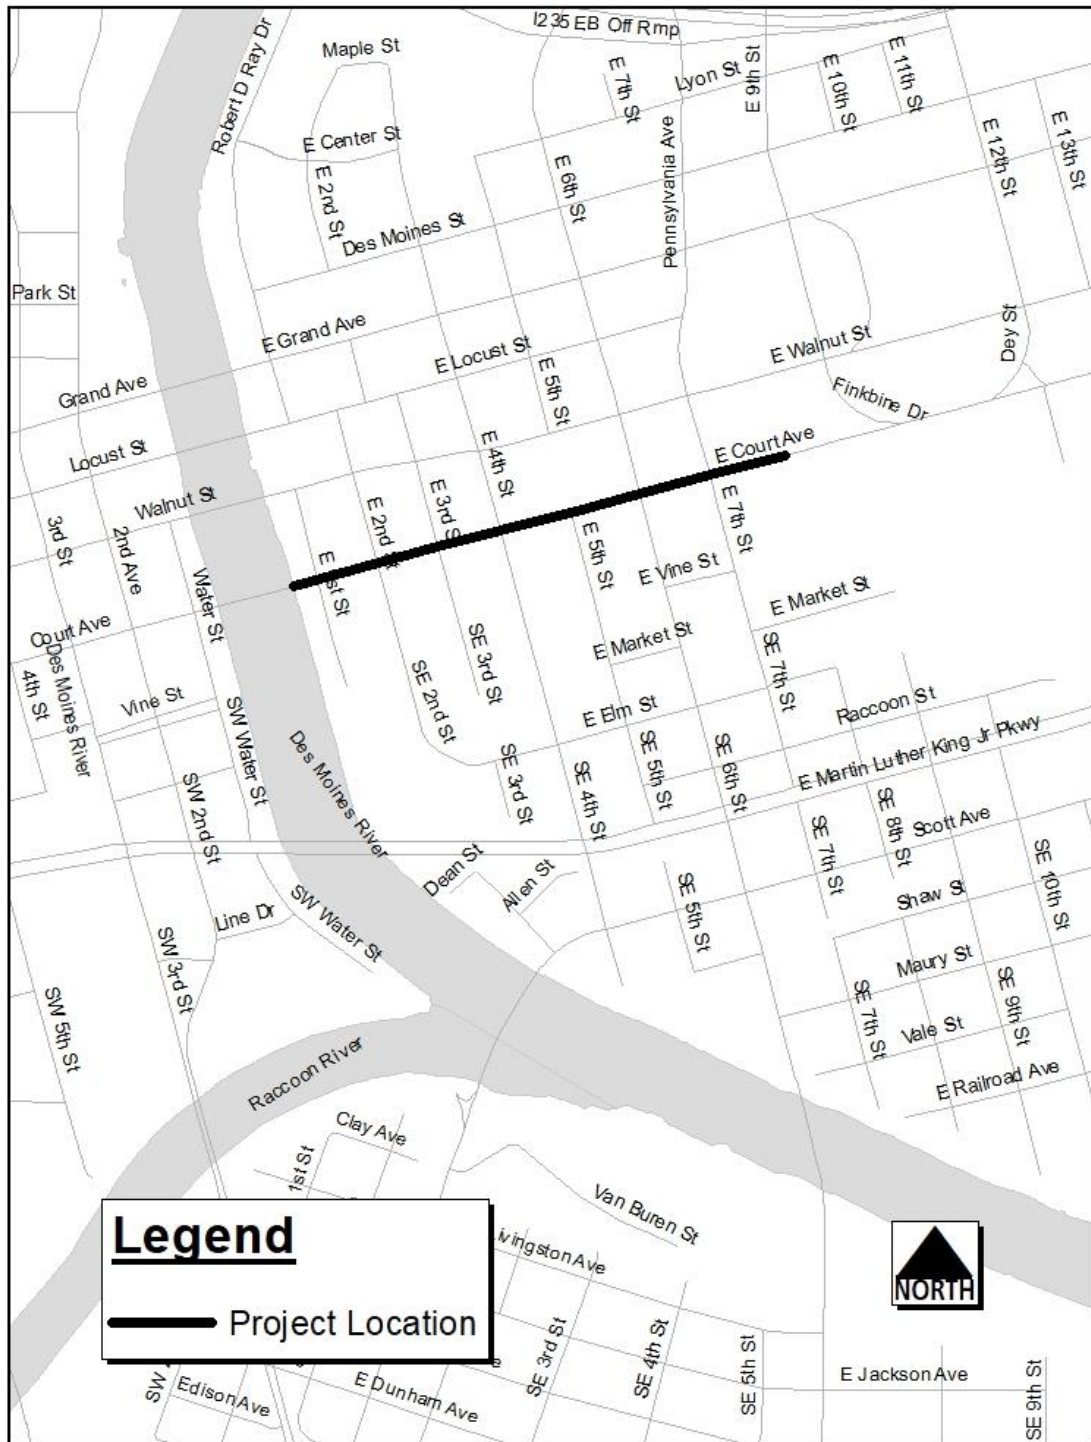 I235 EB Off Rmp
Maple St
Robert D Ray Dr
E 7th St
Lyon St
E 9th St
E 10th St
E 11th St
E Center St
E 2nd St
E 6th St
Pennsylvania Ave
E 12th St
E 13th St
Des Moines St
Park St
E Grand Ave
E Locust St
E Walnut St
Dey St
Grand Ave
E 5th St
Finkbine Dr
Locust St
E 4th St
E Court Ave
Walnut St
E 3rd St
E 2nd St
E 7th St
3rd St
2nd Ave
Water St
E 1st St
E 5th St
E Vine St
E Market St
Court Ave
E Market St
4th St
Des Moines River
Vine St
SE 3rd St
SE 2nd St
SE 7th St
SW Water St
E Elm St
Raccoon St
Des Moines River
SE 3rd St
SE 4th St
SE 5th St
SE 6th St
E Martin Luther King Jr Pkwy
SW 2nd St
SE 7th St
SE 8th St
Scott Ave
Dean St
Allen St
SE 5th St
Shaw St
SE 10th St
Line Dr
SW Water St
SW 3rd St
Maury St
SW 5th St
SE 7th St
Vale St
SE 9th St
Raccoon River
E Railroad Ave
Clay Ave
1st St
Van Buren St
Legend
Project Location
NORTH
SE 3rd St
SE 4th St
SE 5th St
E Jackson Ave
SE 9th St
Edison Ave
E Dunham Ave